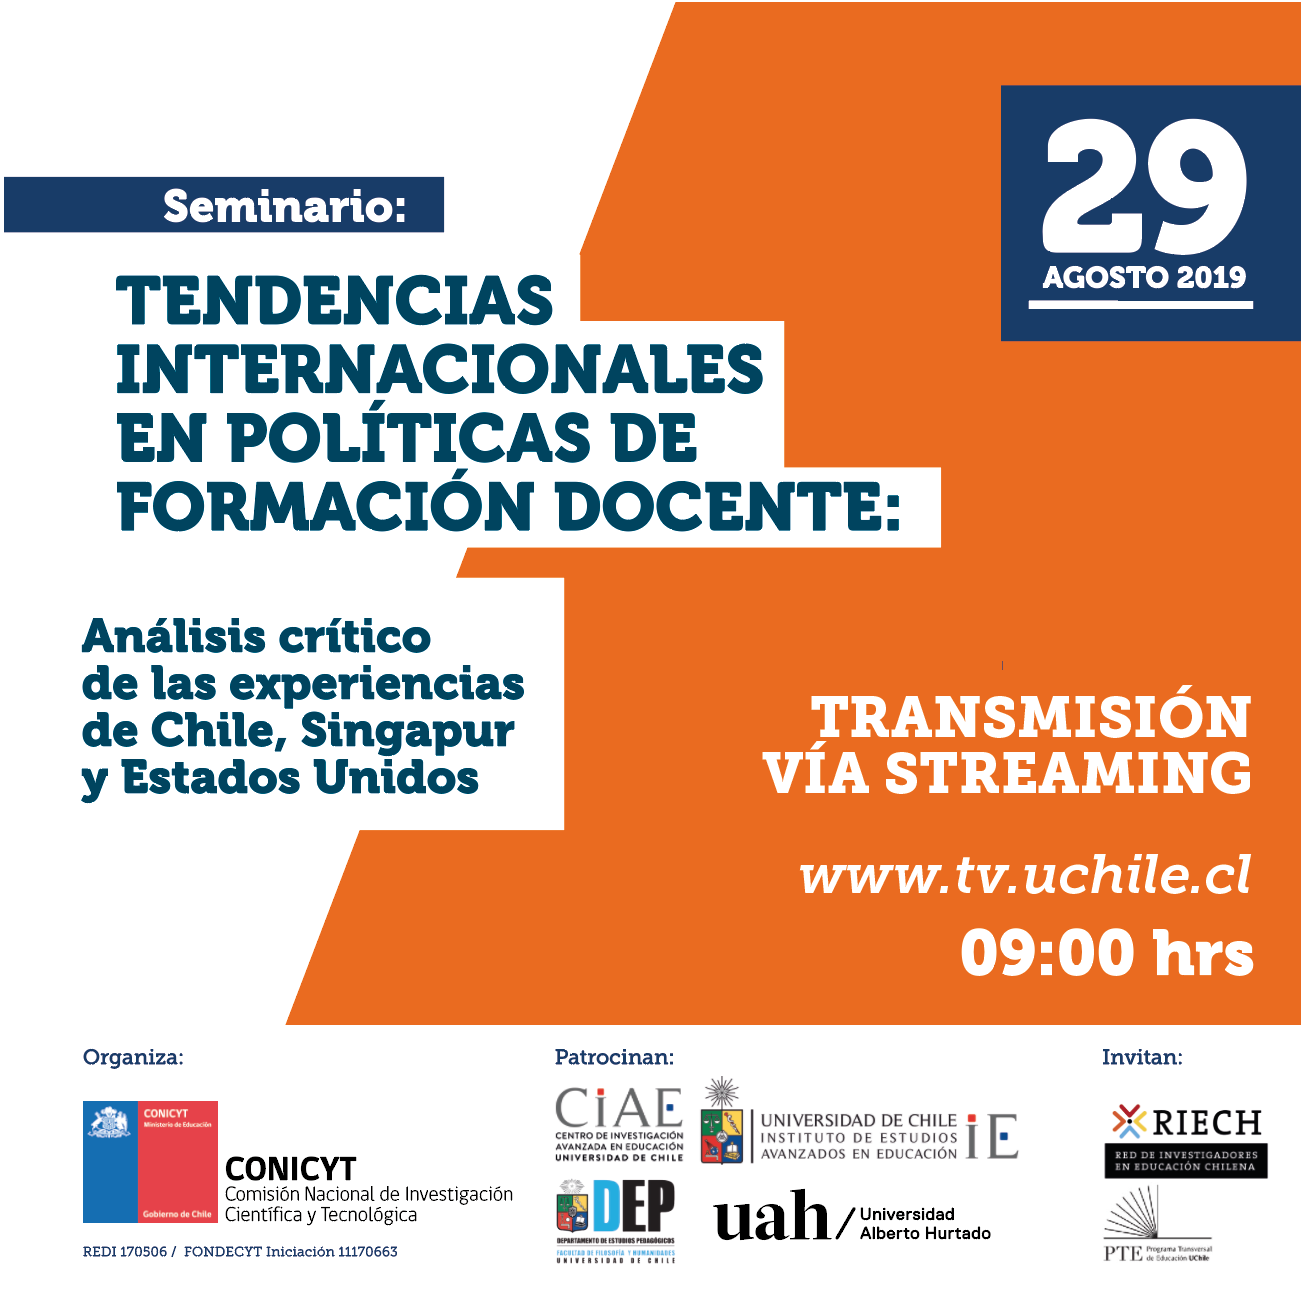 29
AGOSTO 2019
Seminario:
TENDENCIAS
INTERNACIONALES
EN POLÍTICAS DE
FORMACIÓN DOCENTE:
Análisis crítico
de las experiencias
de Chile, Singapur
y Estados Unidos
TRANSMISIÓN
VÍA STREAMING
www.tv.uchile.cl
09:00 hrs
Organiza:
CONICYT
Ministerio de Educación
Gobierno de Chile
CONICYT
Comisión Nacional de Investigación
Científica y Tecnológica
REDI 170506 / FONDECYT Iniciación 11170663
Patrocinan:
CiAE
CENTRO DE INVESTIGACIÓN
AVANZADA EN EDUCACIÓN
UNIVERSIDAD DE CHILE
UNIVERSIDAD DE CHILE
INSTITUTO DE ESTUDIOS
AVANZADOS EN EDUCACIÓN
iE
DEP
DEPARTAMENTO DE ESTUDIOS PEDAGÓGICOS
FACULTAD DE FILOSOFÍA Y HUMANIDADES
UNIVERSIDAD DE CHILE
uah/
Universidad
Alberto Hurtado
Invitan:
RIECH
RED DE INVESTIGADORES
EN EDUCACIÓN CHILENA
PTE
Programa Transversal
de Educación UChile